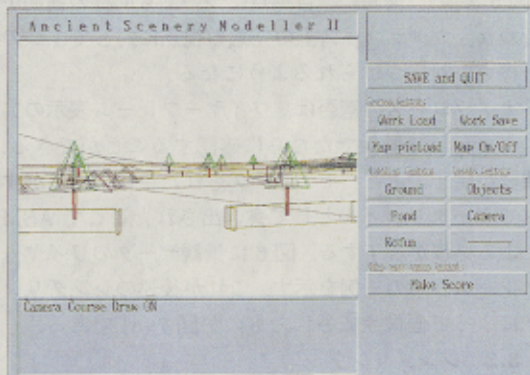 Ancient Scenery Modeller II
SAVE and QUIT
Work Load
Work Save
Map picload
Map On/Off
Ground
Objects
Pond
Camera
Make Score
Camera Course Draw ON